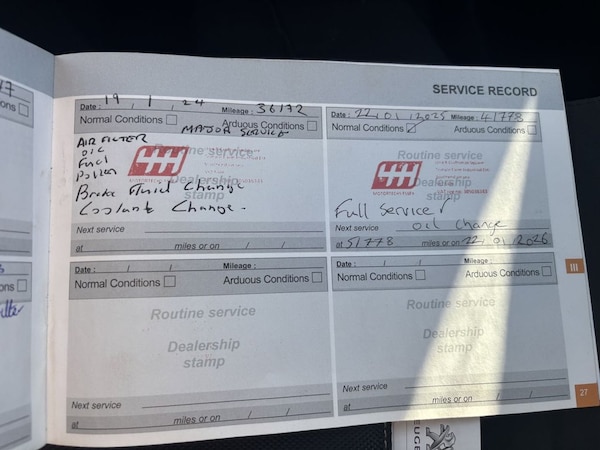 SERVICE RECORD
Date : 19 / 1 / 24 Mileage : 36172
Normal Conditions Arduous Conditions
MAJOR SERVICE
AIR FILTER
OIL
Fuel
Pollen
Routine service
Dealership
stamp
Brake Fluid Change
Coolant Change.
Next service
at miles or on / /
Date : 22 / 01 / 2025 Mileage : 41778
Normal Conditions Arduous Conditions
Routine service
Dealership
stamp
Full Service
oil change
Next service
at 51778 miles or on 22 / 01 / 2026
Date : / / Mileage :
Normal Conditions Arduous Conditions
Routine service
Dealership
stamp
Next service
at miles or on / /
Date : / / Mileage :
Normal Conditions Arduous Conditions
Routine service
Dealership
stamp
Next service
at miles or on / /
III
27